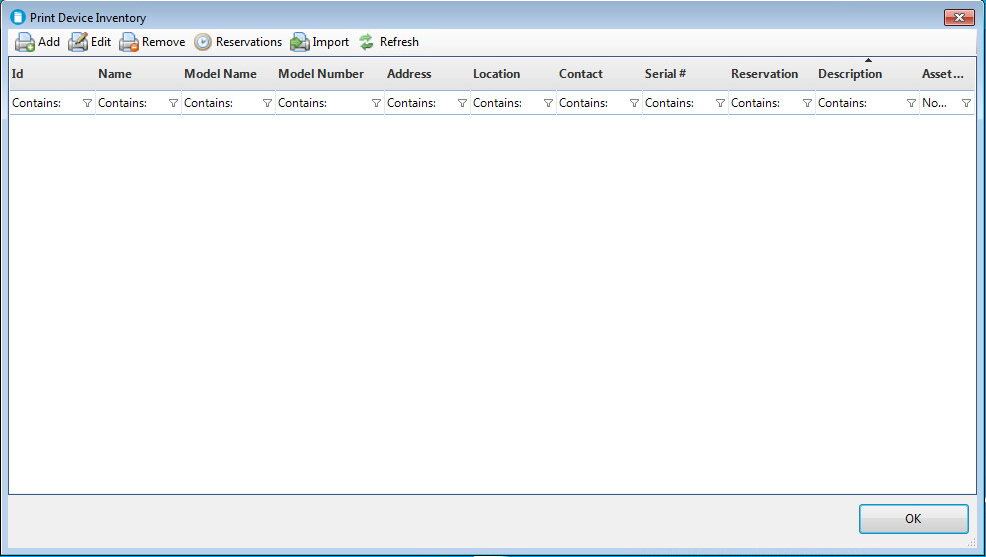 Print Device Inventory
Add Edit Remove Reservations Import Refresh
Id Name Model Name Model Number Address Location Contact Serial # Reservation Description Asset...
Contains: Contains: Contains: Contains: Contains: Contains: Contains: Contains: Contains: Contains: No...
OK